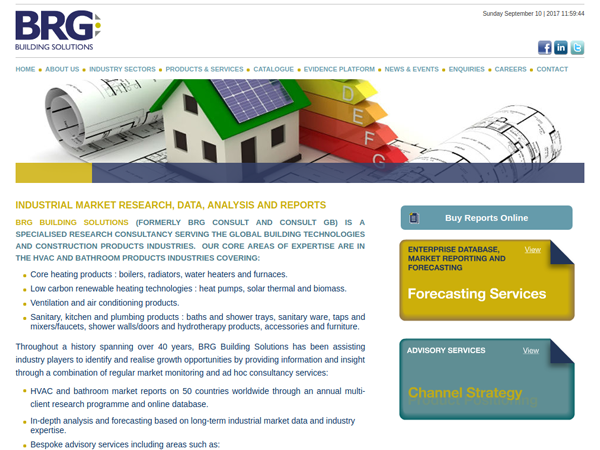 Sunday September 10 | 2017 11:59:44
BRG
BUILDING SOLUTIONS
HOME ABOUT US INDUSTRY SECTORS PRODUCTS & SERVICES CATALOGUE EVIDENCE PLATFORM NEWS & EVENTS ENQUIRIES CAREERS CONTACT
D
E
F
G
INDUSTRIAL MARKET RESEARCH, DATA, ANALYSIS AND REPORTS
BRG BUILDING SOLUTIONS (FORMERLY BRG CONSULT AND CONSULT GB) IS A
SPECIALISED RESEARCH CONSULTANCY SERVING THE GLOBAL BUILDING TECHNOLOGIES
AND CONSTRUCTION PRODUCTS INDUSTRIES. OUR CORE AREAS OF EXPERTISE ARE IN
THE HVAC AND BATHROOM PRODUCTS INDUSTRIES COVERING:
Core heating products : boilers, radiators, water heaters and furnaces.
Low carbon renewable heating technologies : heat pumps, solar thermal and biomass.
Ventilation and air conditioning products.
Sanitary, kitchen and plumbing products : baths and shower trays, sanitary ware, taps and
mixers/faucets, shower walls/doors and hydrotherapy products, accessories and furniture.
Throughout a history spanning over 40 years, BRG Building Solutions has been assisting
industry players to identify and realise growth opportunities by providing information and insight
through a combination of regular market monitoring and ad hoc consultancy services:
HVAC and bathroom market reports on 50 countries worldwide through an annual multi-
client research programme and online database.
In-depth analysis and forecasting based on long-term industrial market data and industry
expertise.
Bespoke advisory services including areas such as:
Buy Reports Online
ENTERPRISE DATABASE,
MARKET REPORTING AND
FORECASTING
View
Forecasting Services
ADVISORY SERVICES
View
Channel Strategy